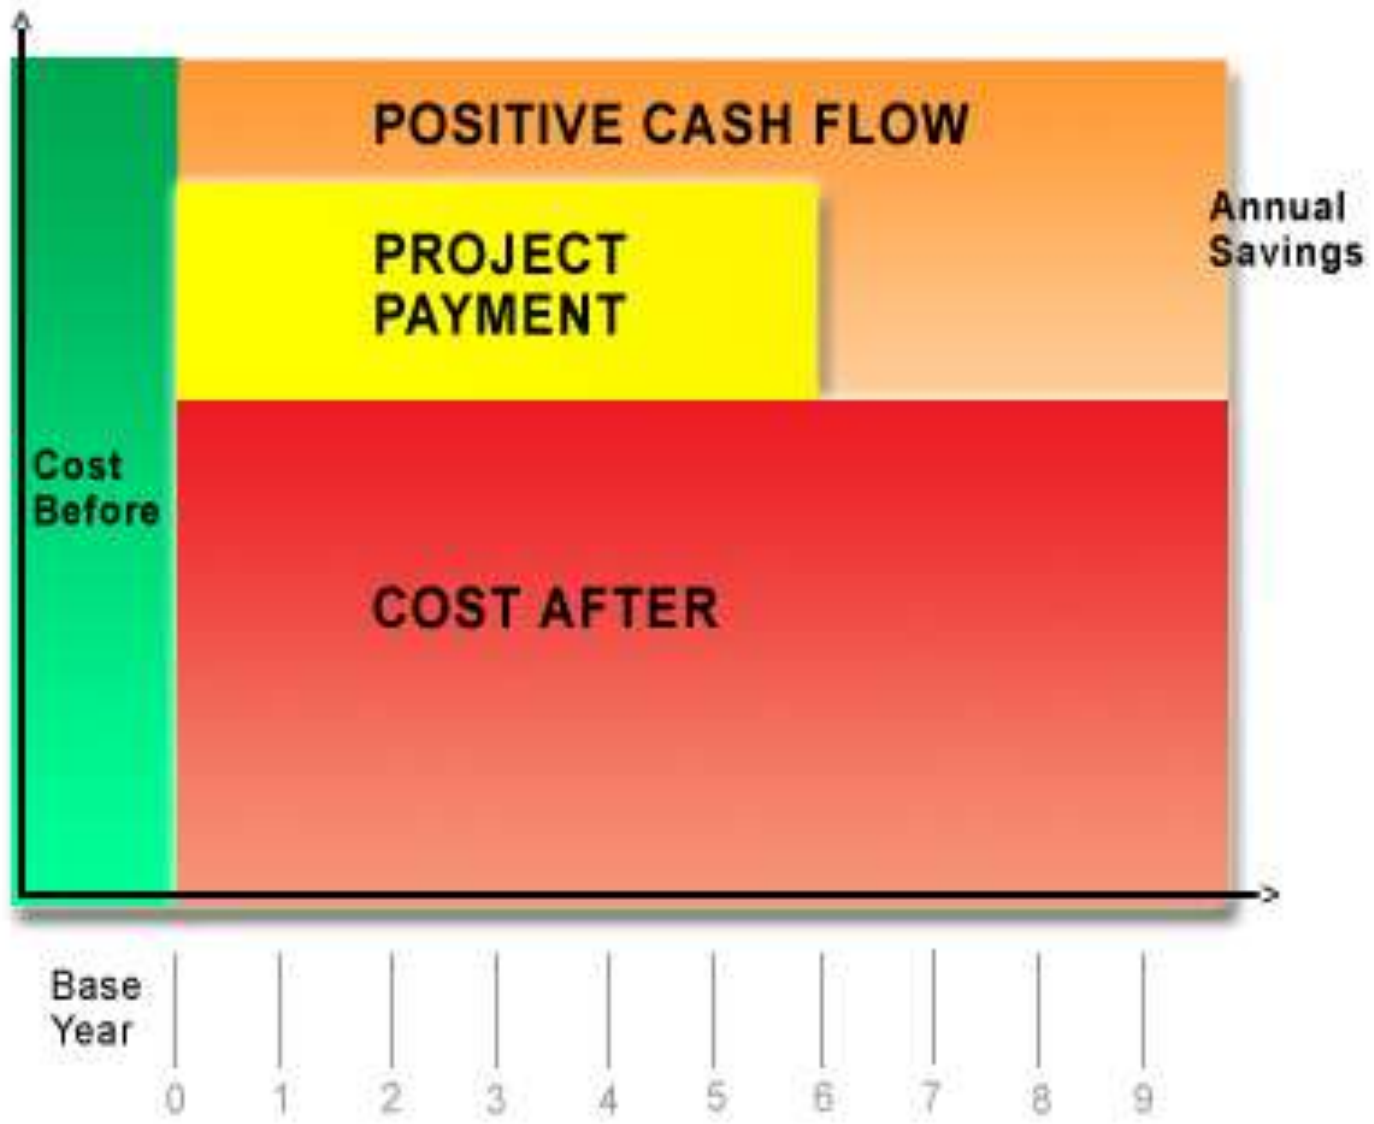 POSITIVE CASH FLOW
Annual
Savings
PROJECT
PAYMENT
Cost
Before
COST AFTER
Base
Year
0 1 2 3 4 5 6 7 8 9